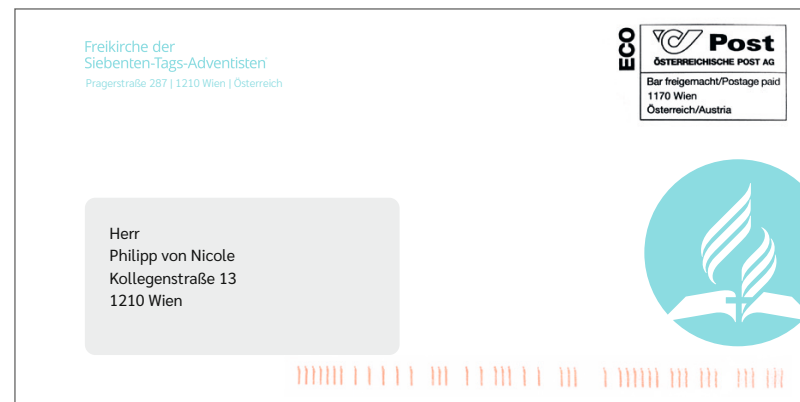 Freikirche der
Siebenten-Tags-Adventisten
Pragerstraße 287 | 1210 Wien | Österreich
ECO
Post
ÖSTERREICHISCHE POST AG
Bar freigemacht/Postage paid
1170 Wien
Österreich/Austria
Herr
Philipp von Nicole
Kollegenstraße 13
1210 Wien